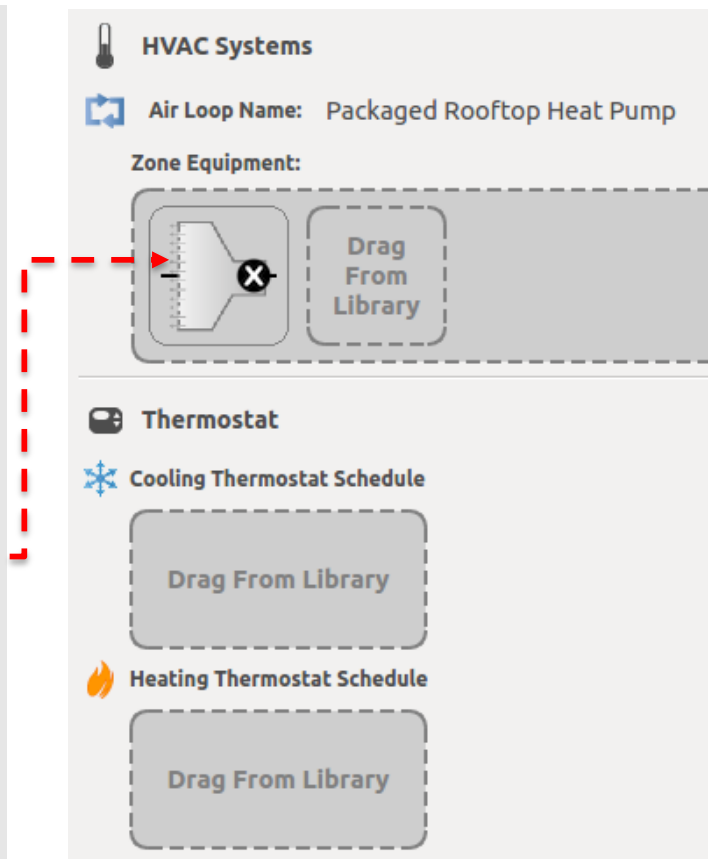 HVAC Systems
Air Loop Name: Packaged Rooftop Heat Pump
Zone Equipment:
Drag
From
Library
Thermostat
Cooling Thermostat Schedule
Drag From Library
Heating Thermostat Schedule
Drag From Library